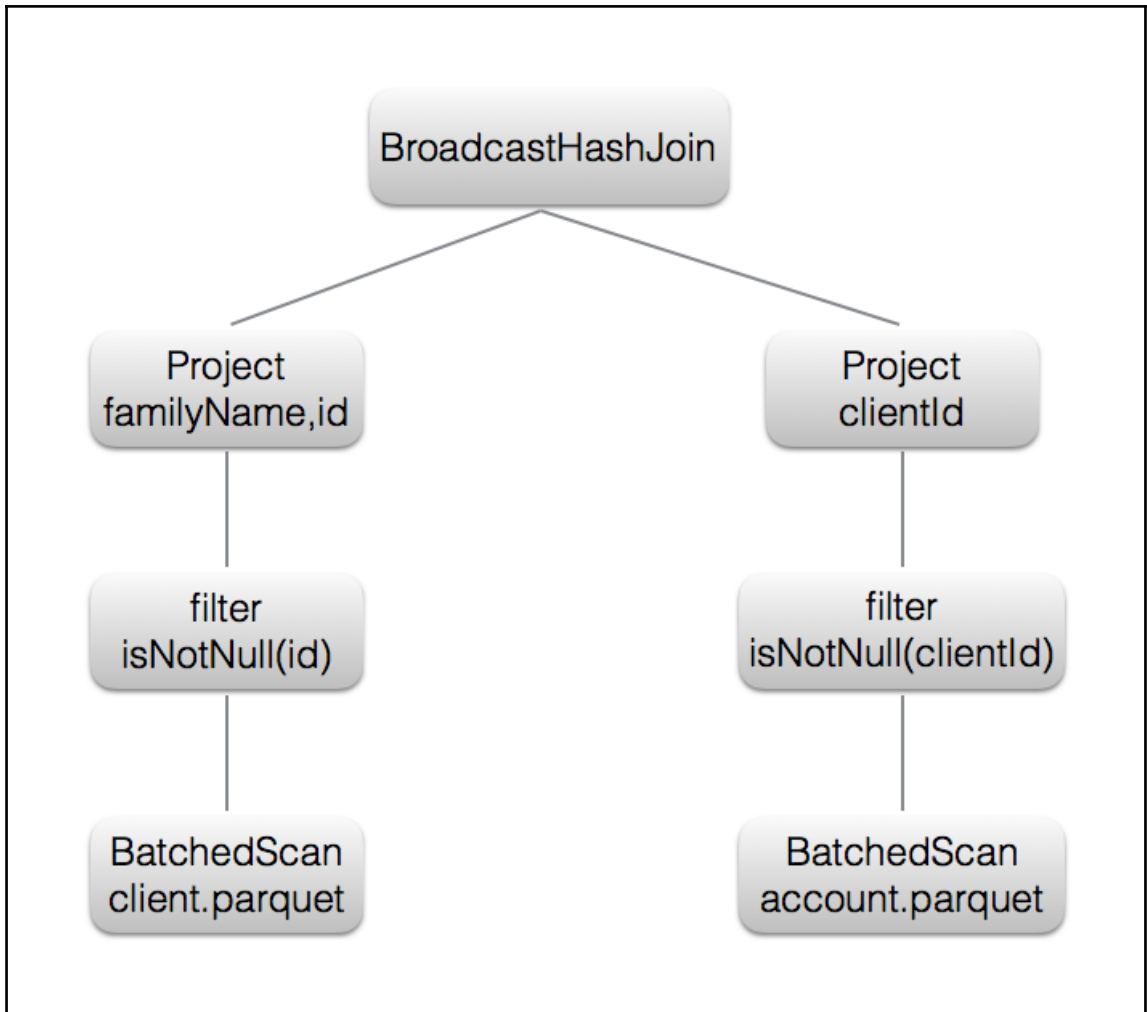 BroadcastHashJoin
Project
familyName,id
Project
clientId
filter
isNotNull(id)
filter
isNotNull(clientId)
BatchedScan
client.parquet
BatchedScan
account.parquet